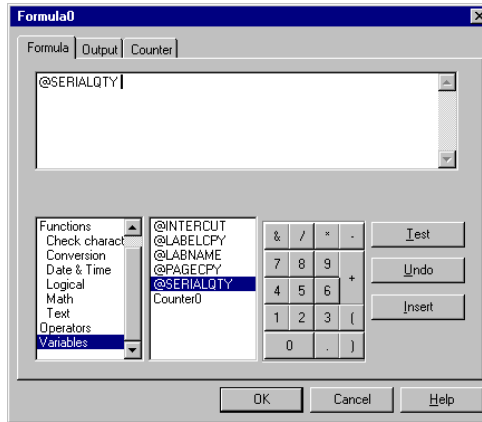 Formula0
Formula Output Counter
@SERIALQTY
Functions
Check charact
Conversion
Date & Time
Logical
Math
Text
Operators
Variables
@INTERCUT
@LABELCPY
@LABNAME
@PAGECPY
@SERIALQTY
Counter0
& / * -
7 8 9 +
4 5 6
1 2 3 (
0 . )
Test
Undo
Insert
OK Cancel Help